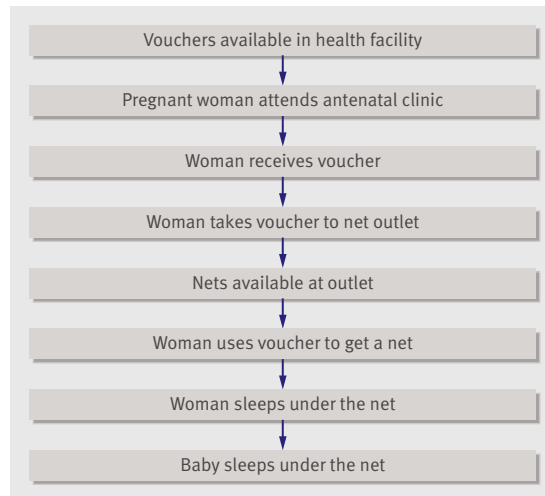 Vouchers available in health facility
Pregnant woman attends antenatal clinic
Woman receives voucher
Woman takes voucher to net outlet
Nets available at outlet
Woman uses voucher to get a net
Woman sleeps under the net
Baby sleeps under the net